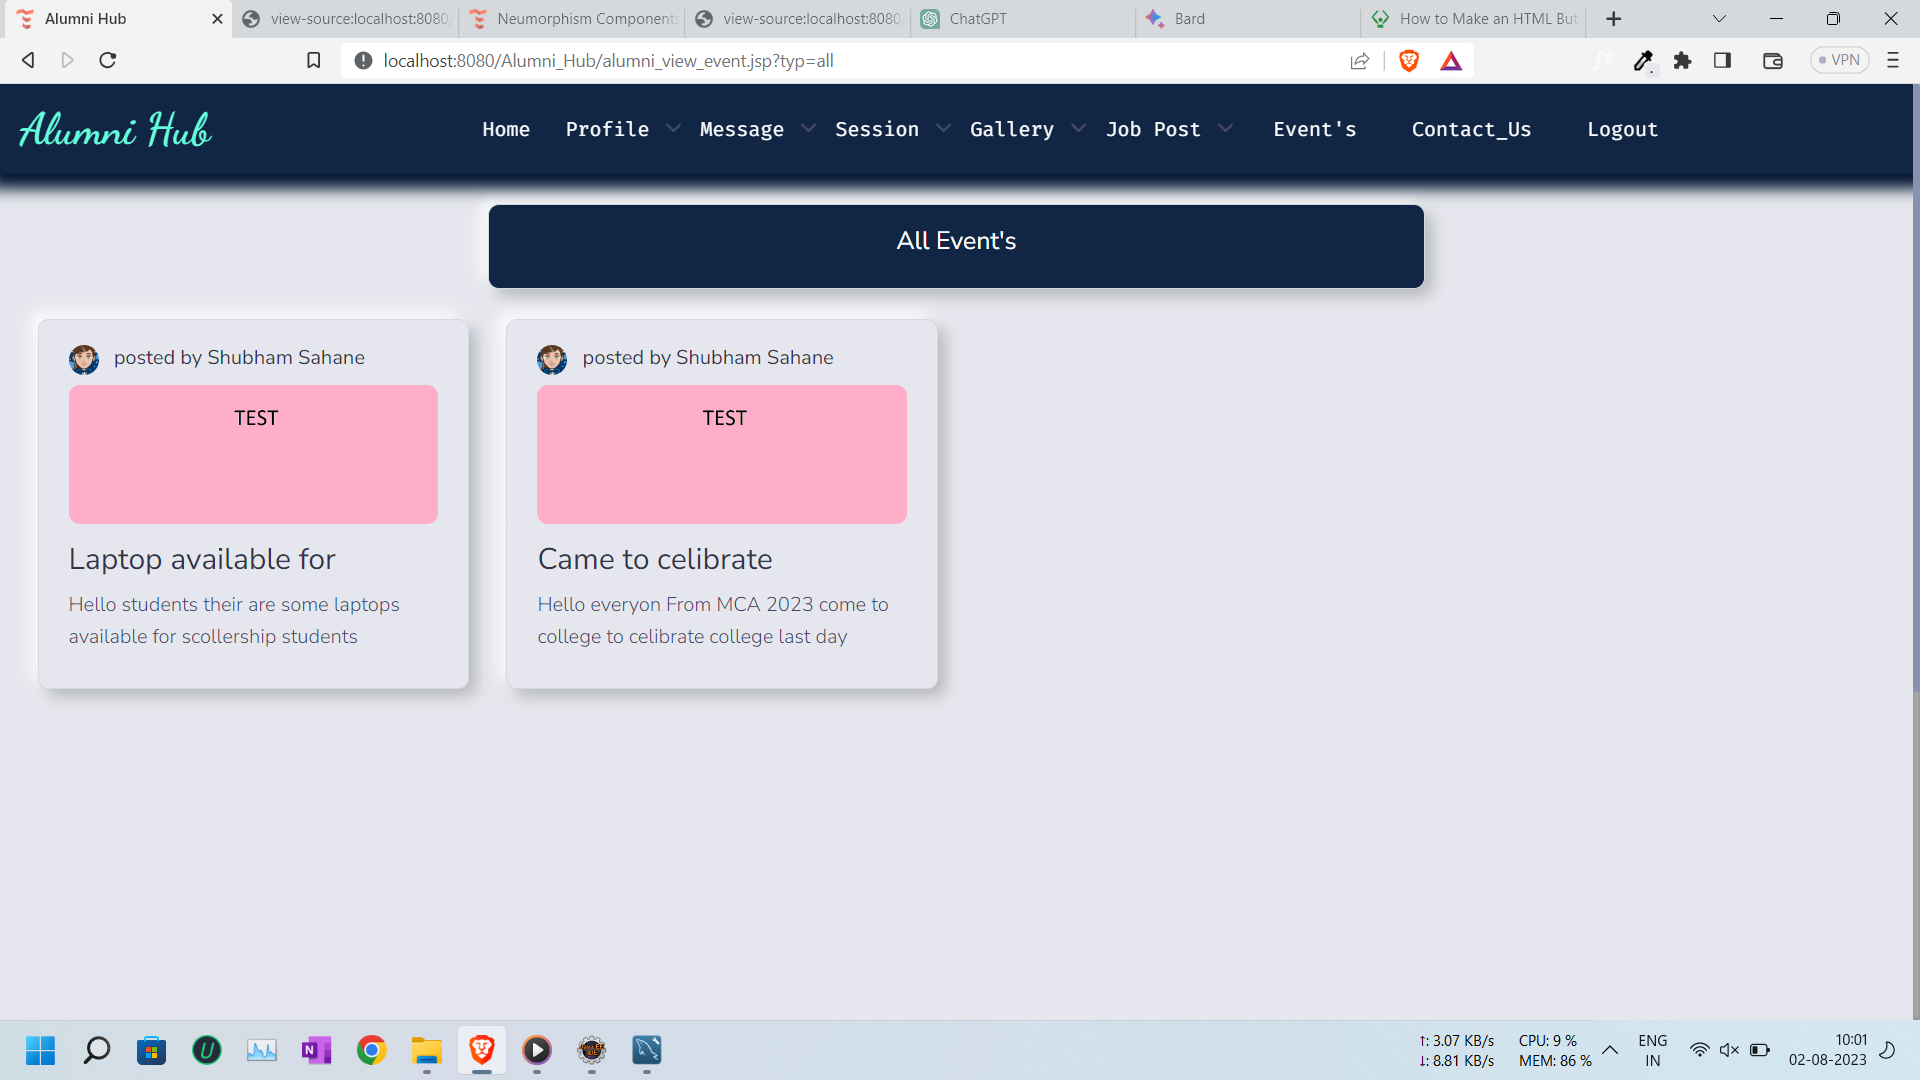 Alumni Hub
view-source:localhost:8080/
Neumorphism Component
view-source:localhost:8080/
ChatGPT
Bard
How to Make an HTML But
localhost:8080/Alumni_Hub/alumni_view_event.jsp?typ=all
VPN
Alumni Hub
Home
Profile
Message
Session
Gallery
Job Post
Event's
Contact_Us
Logout
All Event's
posted by Shubham Sahane
TEST
Laptop available for
Hello students their are some laptops
available for scollership students
posted by Shubham Sahane
TEST
Came to celibrate
Hello everyon From MCA 2023 come to
college to celibrate college last day
↑: 3.07 KB/s
↓: 8.81 KB/s
CPU: 9 %
MEM: 86 %
ENG
IN
10:01
02-08-2023